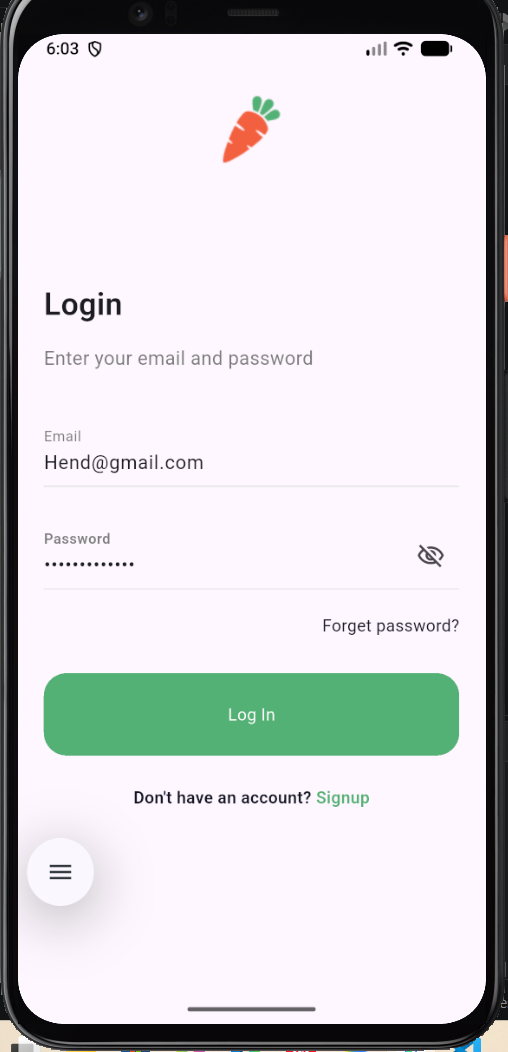 6:03
Login
Enter your email and password
Email
Hend@gmail.com
Password
•••••••••••••
Forget password?
Log In
Don't have an account? Signup